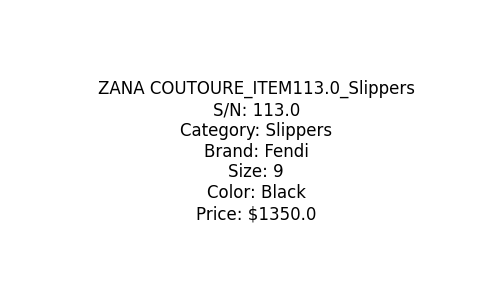 ZANA COUTOURE_ITEM113.0_Slippers
S/N: 113.0
Category: Slippers
Brand: Fendi
Size: 9
Color: Black
Price: $1350.0